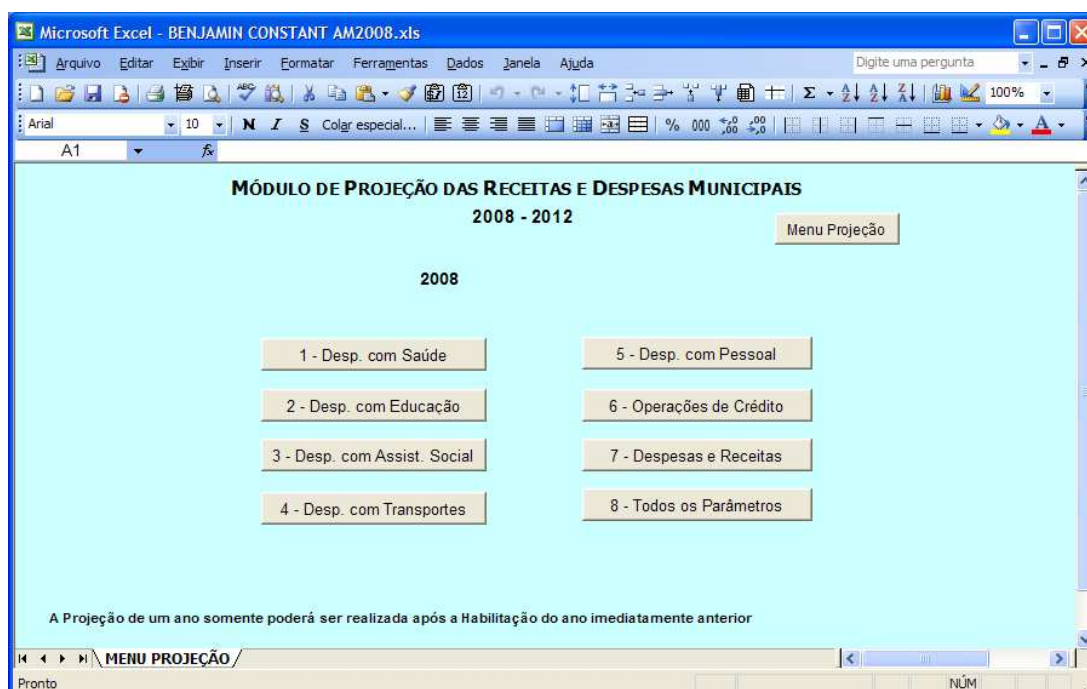 Microsoft Excel - BENJAMIN CONSTANT AM2008.xls
Arquivo Editar Exibir Inserir Formatar Ferramentas Dados Janela Ajuda Digite uma pergunta
100%
Arial 10 N I S Colar especial... % 000
A1 fx
MÓDULO DE PROJEÇÃO DAS RECEITAS E DESPESAS MUNICIPAIS
2008 - 2012
Menu Projeção
2008
1 - Desp. com Saúde
2 - Desp. com Educação
3 - Desp. com Assist. Social
4 - Desp. com Transportes
5 - Desp. com Pessoal
6 - Operações de Crédito
7 - Despesas e Receitas
8 - Todos os Parâmetros
A Projeção de um ano somente poderá ser realizada após a Habilitação do ano imediatamente anterior
MENU PROJEÇÃO
Pronto NÚM